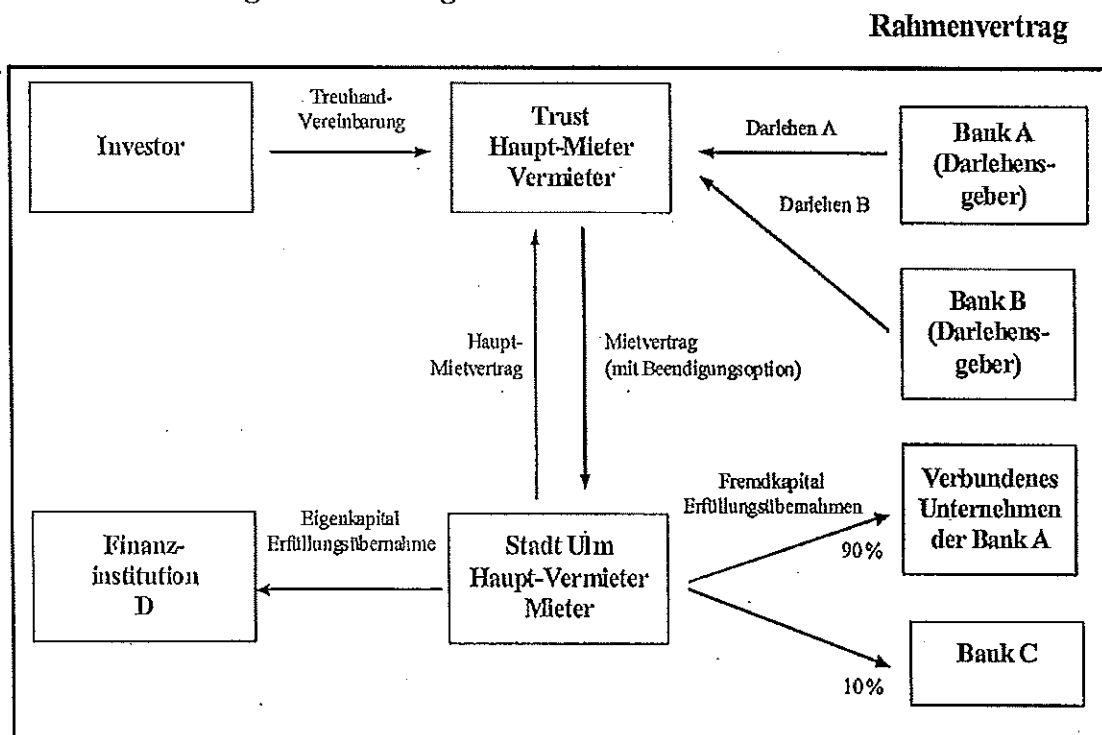 Rahmenvertrag
Investor
Treuhand-
Vereinbarung
Trust
Haupt-Mieter
Vermieter
Darlehen A
Bank A
(Darlehens-
geber)
Darlehen B
Bank B
(Darlehens-
geber)
Haupt-
Mietvertrag
Mietvertrag
(mit Beendigungsoption)
Finanz-
institution
D
Eigenkapital
Erfüllungsübernahme
Stadt Ulm
Haupt-Vermieter
Mieter
Fremdkapital
Erfüllungsübernahmen
90%
Verbundenes
Unternehmen
der Bank A
10%
Bank C